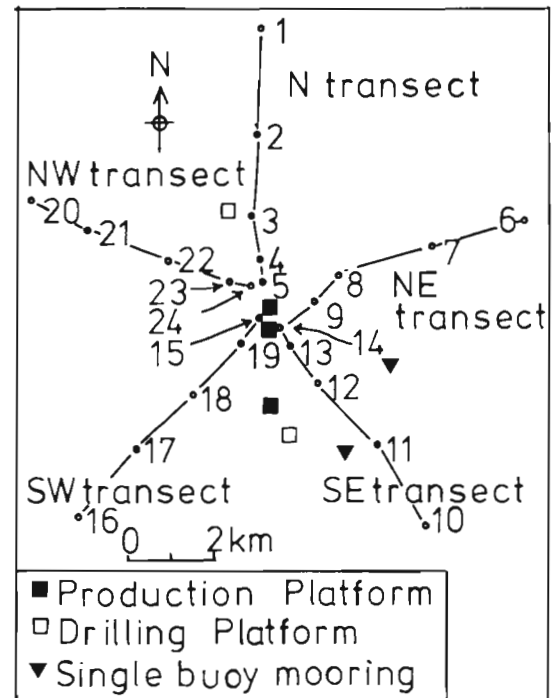 1
N
N transect
2
NW transect
20
3
6
21
4
7
22
5
8
NE
23
9
transect
24
15
19
13
14
12
18
17
11
SW transect
SE transect
16
10
0 2km
Production Platform
Drilling Platform
Single buoy mooring